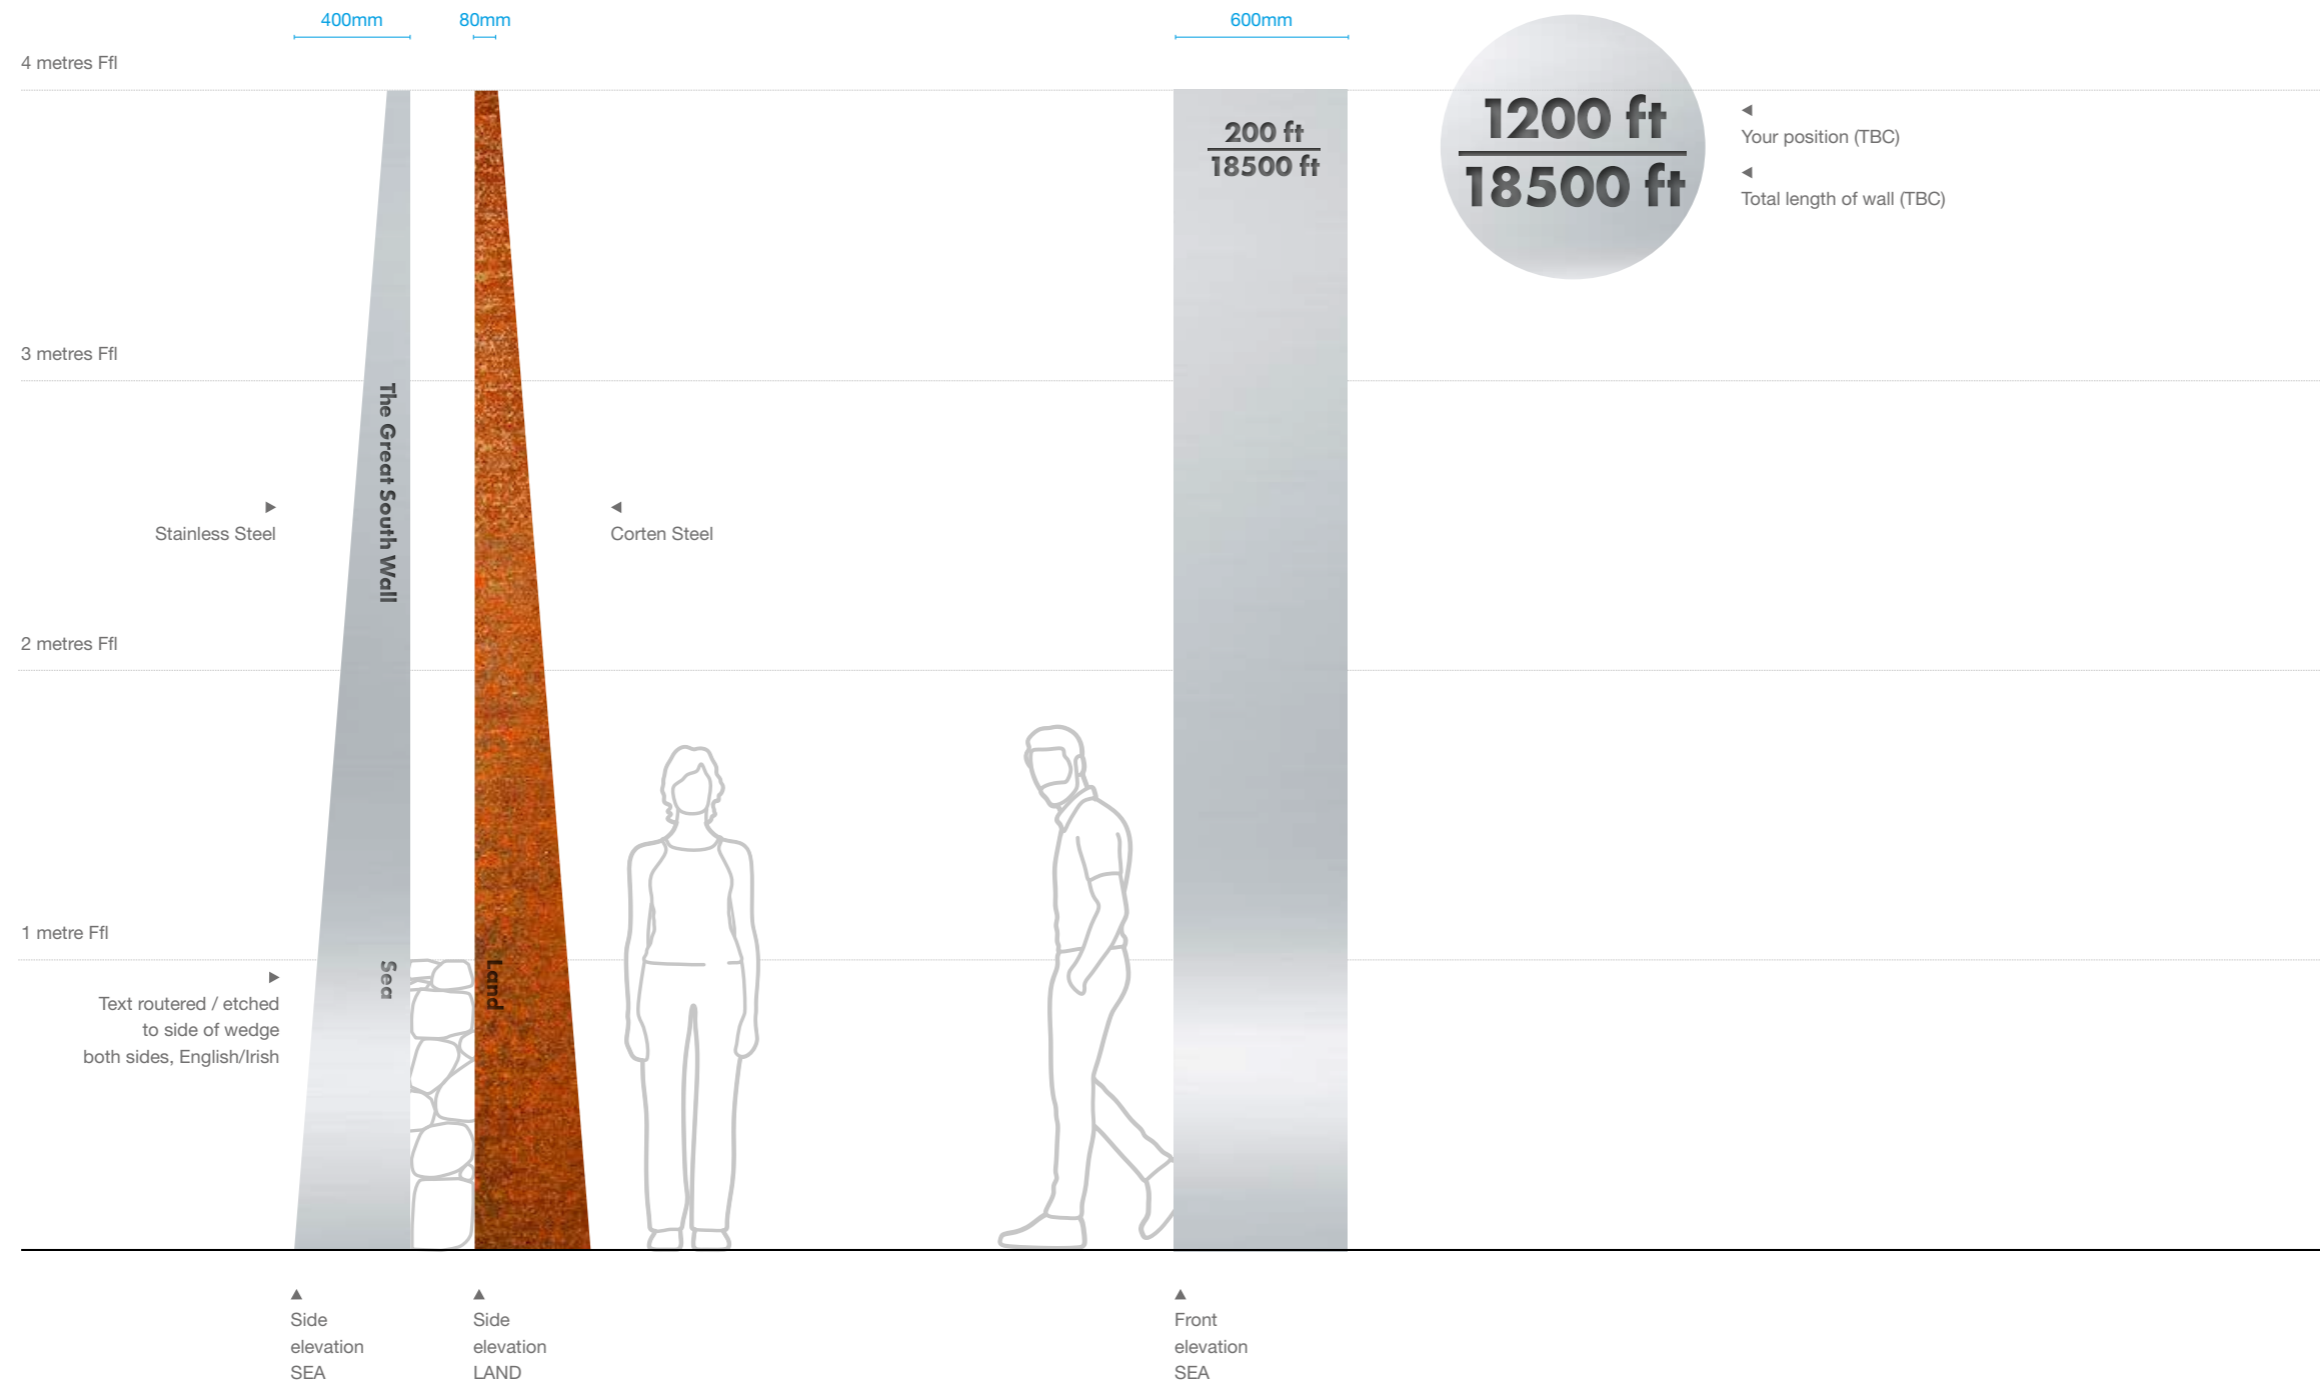 400mm
80mm
600mm
4 metres Ffl
1200 ft
18500 ft
Your position (TBC)
Total length of wall (TBC)
200 ft
18500 ft
3 metres Ffl
The Great South Wall
Stainless Steel
Corten Steel
2 metres Ffl
1 metre Ffl
Sea
Land
Text routered / etched
to side of wedge
both sides, English/Irish
Side
elevation
SEA
Side
elevation
LAND
Front
elevation
SEA